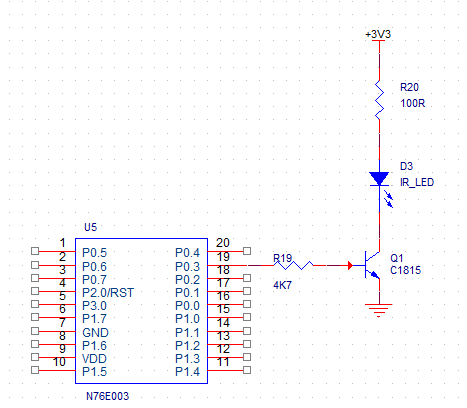 +3V3
R20
100R
D3
IR_LED
U5
1 P0.5 P0.4 20
2 P0.6 P0.3 19
3 P0.7 P0.2 18
4 P2.0/RST P0.1 17
5 P3.0 P0.0 16
6 P1.7 P1.0 15
7 GND P1.1 14
8 P1.6 P1.2 13
9 VDD P1.3 12
10 P1.5 P1.4 11
R19
4K7
Q1
C1815
N76E003